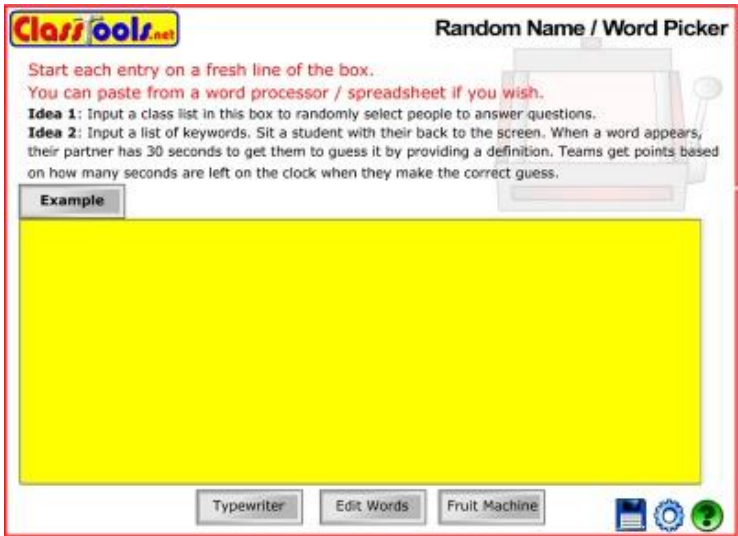 ClassTools.net
Random Name / Word Picker
Start each entry on a fresh line of the box.
You can paste from a word processor / spreadsheet if you wish.
Idea 1: Input a class list in this box to randomly select people to answer questions.
Idea 2: Input a list of keywords. Sit a student with their back to the screen. When a word appears,
their partner has 30 seconds to get them to guess it by providing a definition. Teams get points based
on how many seconds are left on the clock when they make the correct guess.
Example
Typewriter
Edit Words
Fruit Machine
?